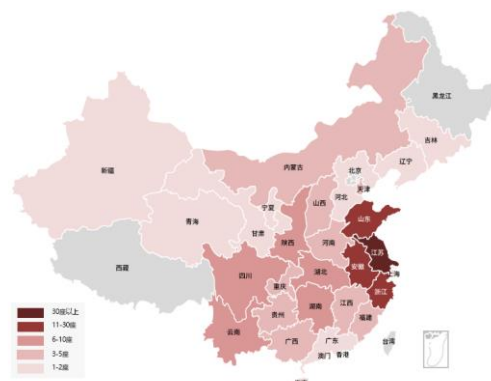 黑龙江
吉林
辽宁
内蒙古
北京
天津
河北
新疆
宁夏
山西
山东
青海
甘肃
陕西
河南
江苏
西藏
安徽
上海
四川
湖北
重庆
浙江
湖南
江西
贵州
福建
云南
广西
广东
台湾
澳门
香港
30座以上
11-30座
6-10座
3-5座
1-2座